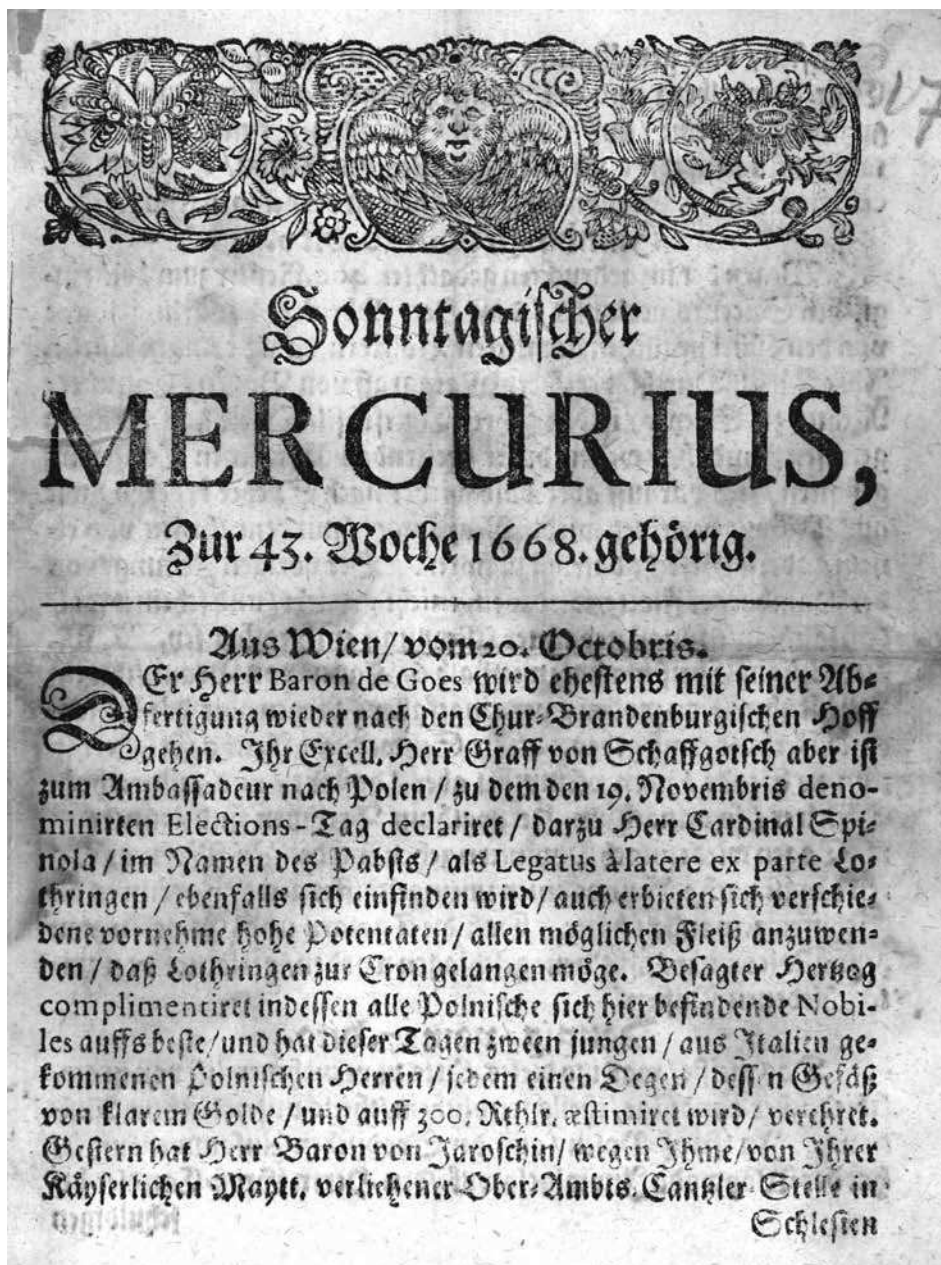 17
Sonntagischer
MERCURIUS,
Zur 43. Woche 1668. gehörig.
Aus Wien / vom 20. Octobris.
DEr Herr Baron de Goes wird ehestens mit seiner Ab-
fertigung wieder nach den Chur-Brandenburgischen Hoff
gehen. Ihr Excell. Herr Graff von Schaffgotsch aber ist
zum Ambassadeur nach Polen / zu dem den 19. Novembris deno-
minirten Elections-Tag declariret / darzu Herr Cardinal Spi-
nola / im Namen des Pabsts / als Legatus à latere ex parte Lo-
thringen / ebenfalls sich einfinden wird / auch erbieten sich verschie-
dene vornehme hohe Potentaten / allen möglichen Fleiß anzuwen-
den / daß Lothringen zur Cron gelangen möge. Besagter Hertzog
complimentiret indessen alle Polnische sich hier befindende Nobi-
les auffs beste / und hat dieser Tagen zween jungen / aus Italien ge-
kommenen Polnischen Herren / jedem einen Degen / dessen Gefäß
von klarem Golde / und auff 300. Rthlr. æstimiret wird / verehret.
Gestern hat Herr Baron von Jaroschin / wegen Ihme / von Ihrer
Käyserlichen Maytt. verliehener Ober-Ambts-Cantzler-Stelle in
Schlesien